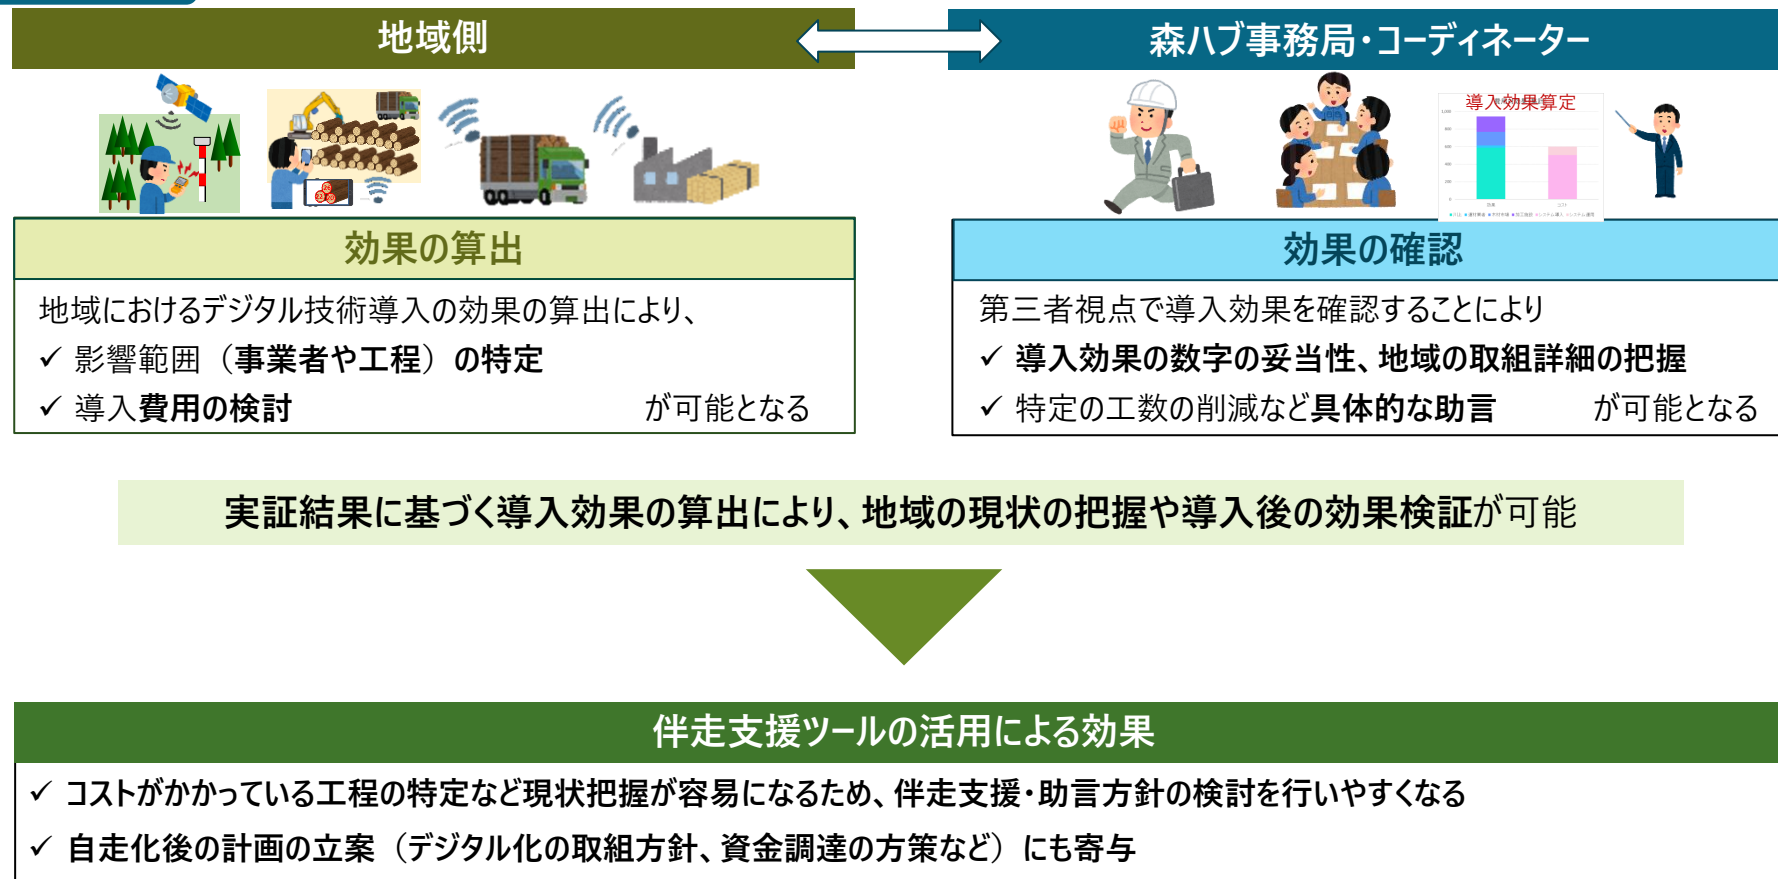 地域側
森ハブ事務局・コーディネーター
導入効果算定
1,000
800
600
400
200
0
効果
コスト
効果の算出
地域におけるデジタル技術導入の効果の算出により、
✓ 影響範囲（事業者や工程）の特定
✓ 導入費用の検討 が可能となる
効果の確認
第三者視点で導入効果を確認することにより
✓ 導入効果の数字の妥当性、地域の取組詳細の把握
✓ 特定の工数の削減など具体的な助言 が可能となる
実証結果に基づく導入効果の算出により、地域の現状の把握や導入後の効果検証が可能
伴走支援ツールの活用による効果
✓ コストがかかっている工程の特定など現状把握が容易になるため、伴走支援・助言方針の検討を行いやすくなる
✓ 自走化後の計画の立案（デジタル化の取組方針、資金調達の方策など）にも寄与